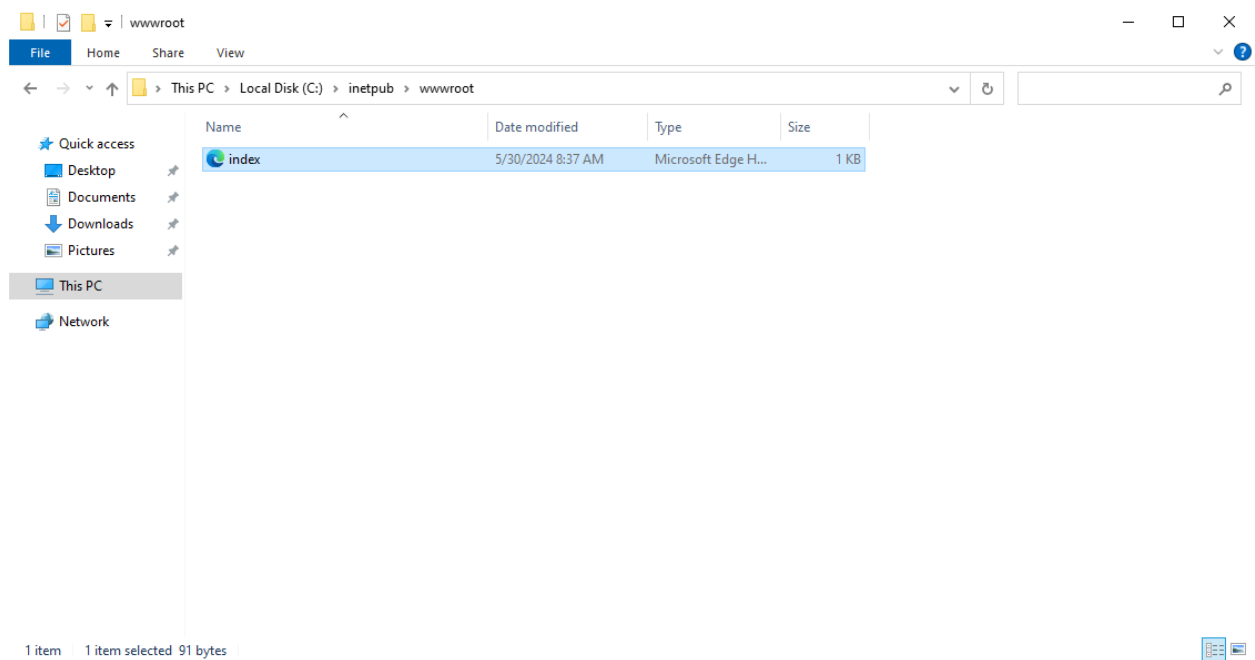 wwwroot
File Home Share View
This PC > Local Disk (C:) > inetpub > wwwroot
Name Date modified Type Size
Quick access
index 5/30/2024 8:37 AM Microsoft Edge H... 1 KB
Desktop
Documents
Downloads
Pictures
This PC
Network
1 item 1 item selected 91 bytes